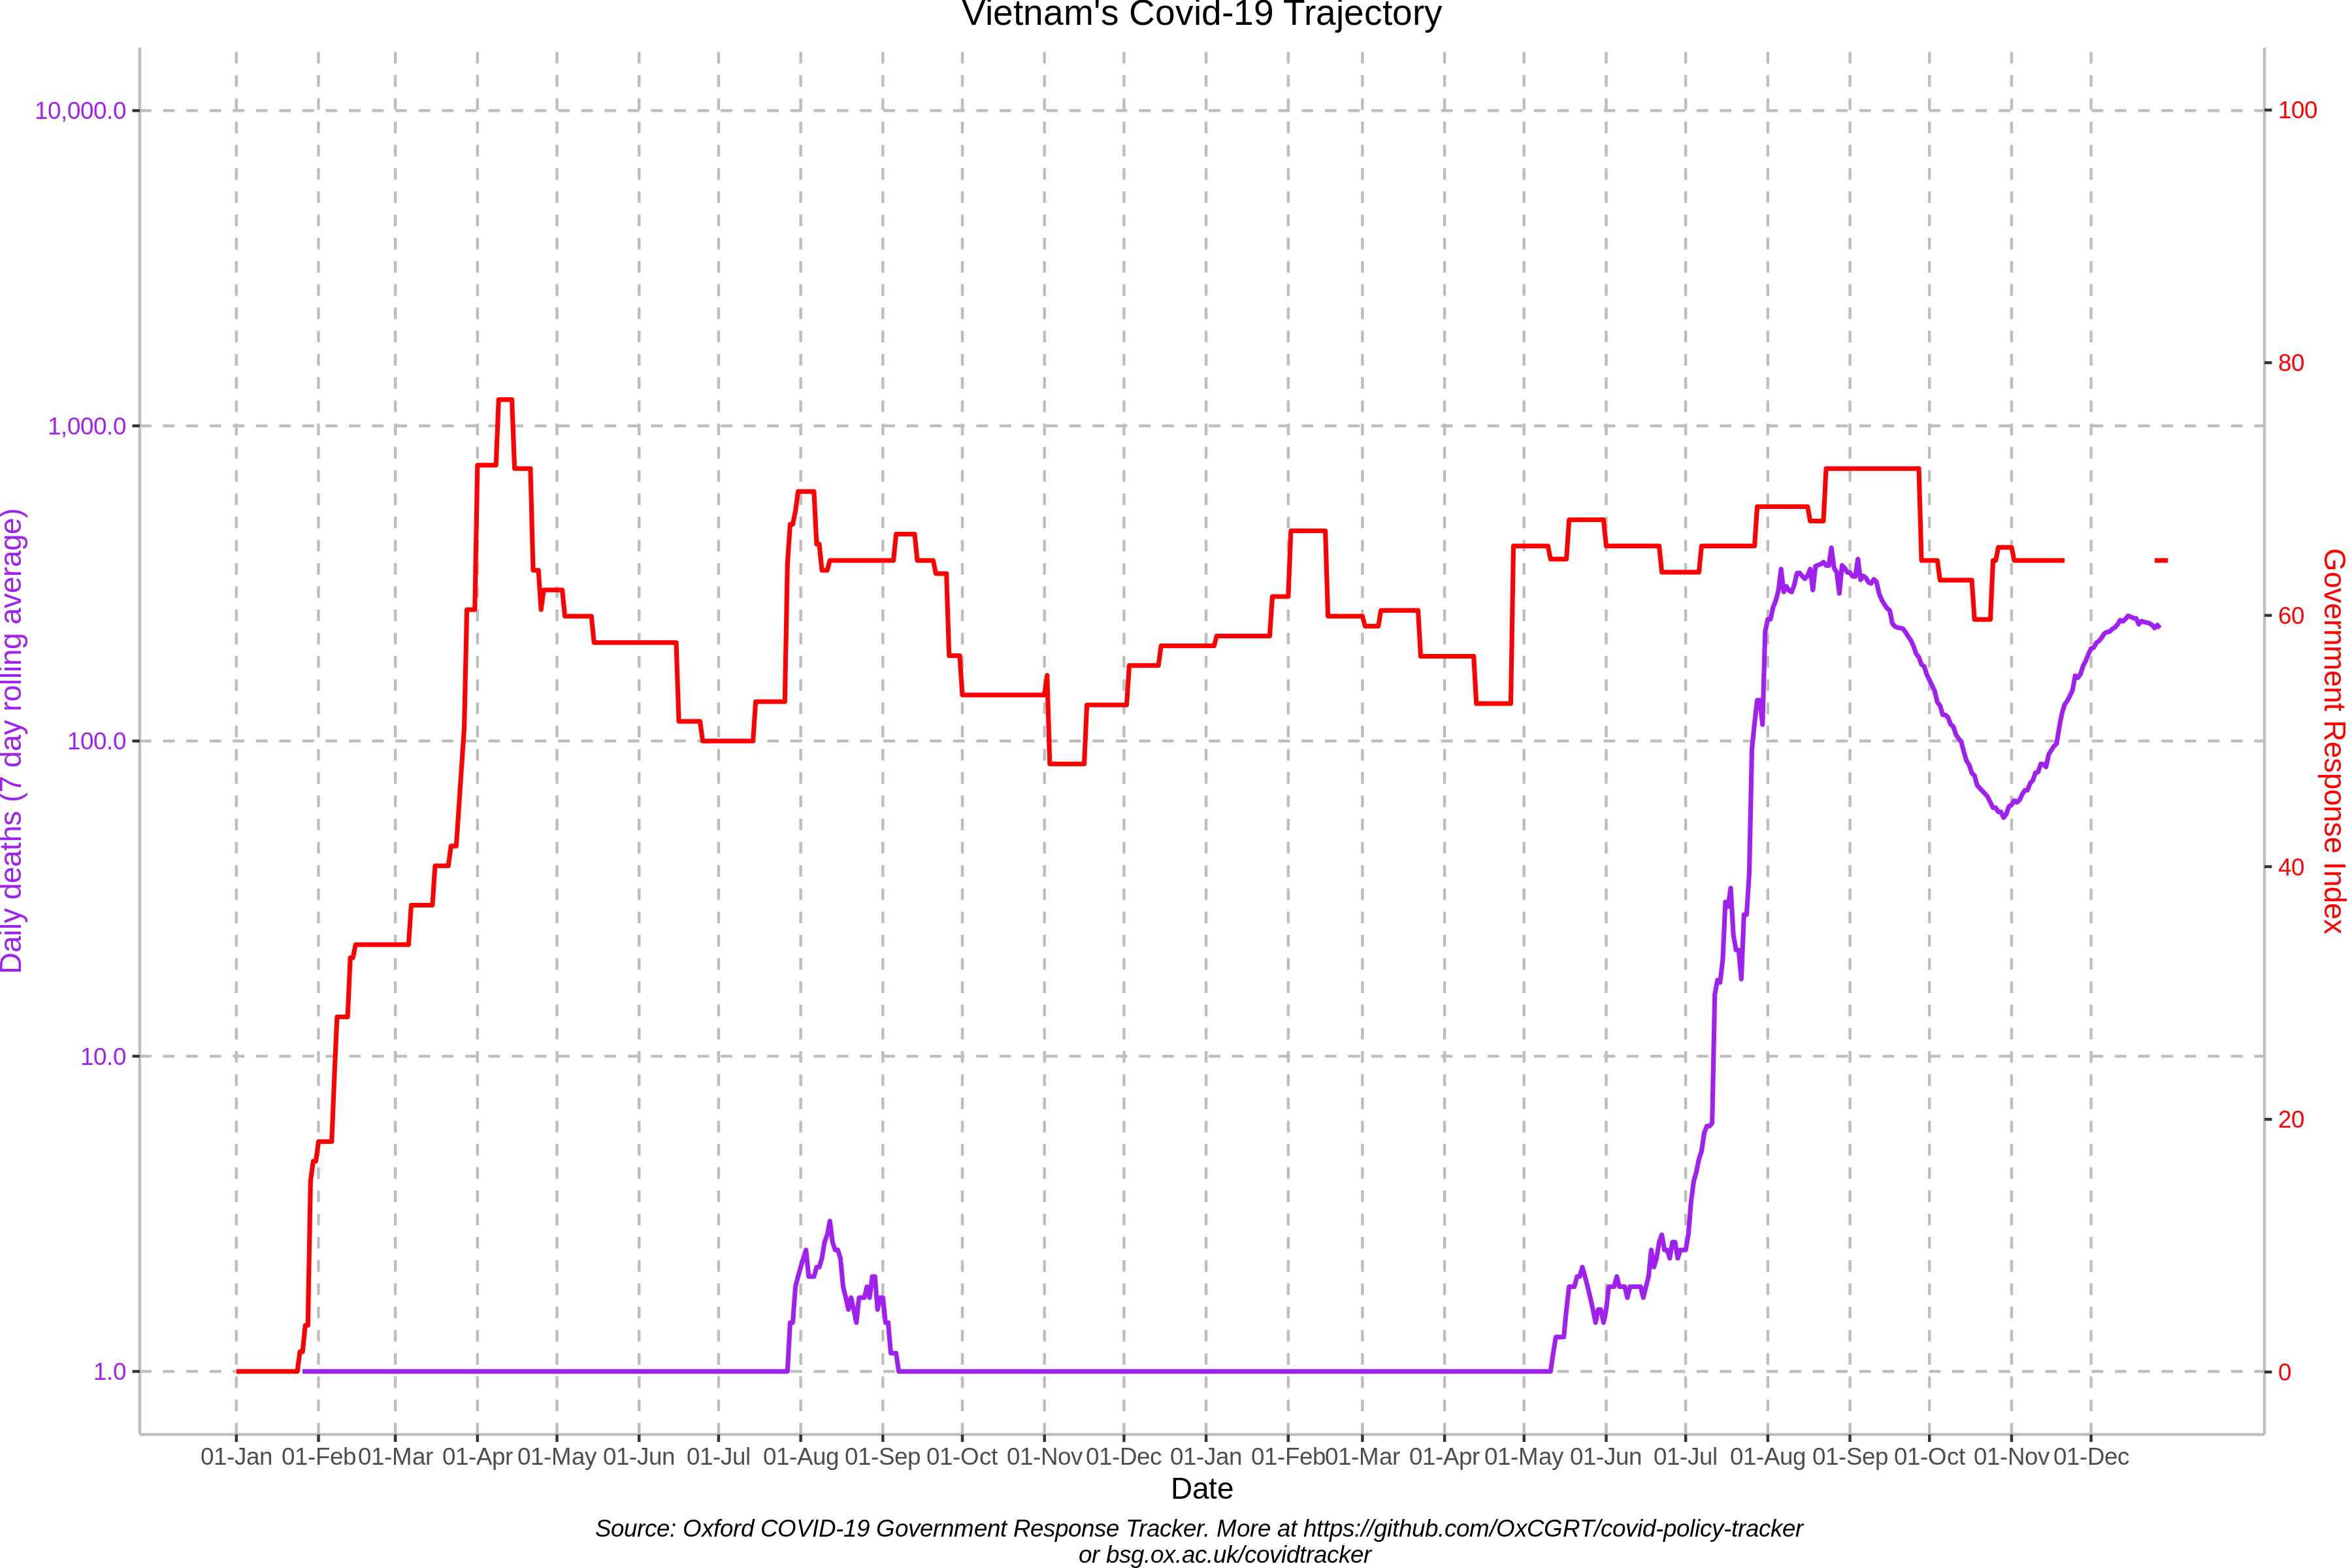 Vietnam's Covid-19 Trajectory
Daily deaths (7 day rolling average)
10,000.0
1,000.0
100.0
10.0
1.0
100
80
60
40
20
0
Government Response Index
01-Jan 01-Feb 01-Mar 01-Apr 01-May 01-Jun 01-Jul 01-Aug 01-Sep 01-Oct 01-Nov 01-Dec 01-Jan 01-Feb 01-Mar 01-Apr 01-May 01-Jun 01-Jul 01-Aug 01-Sep 01-Oct 01-Nov 01-Dec
Date
Source: Oxford COVID-19 Government Response Tracker. More at https://github.com/OxCGRT/covid-policy-tracker
or bsg.ox.ac.uk/covidtracker